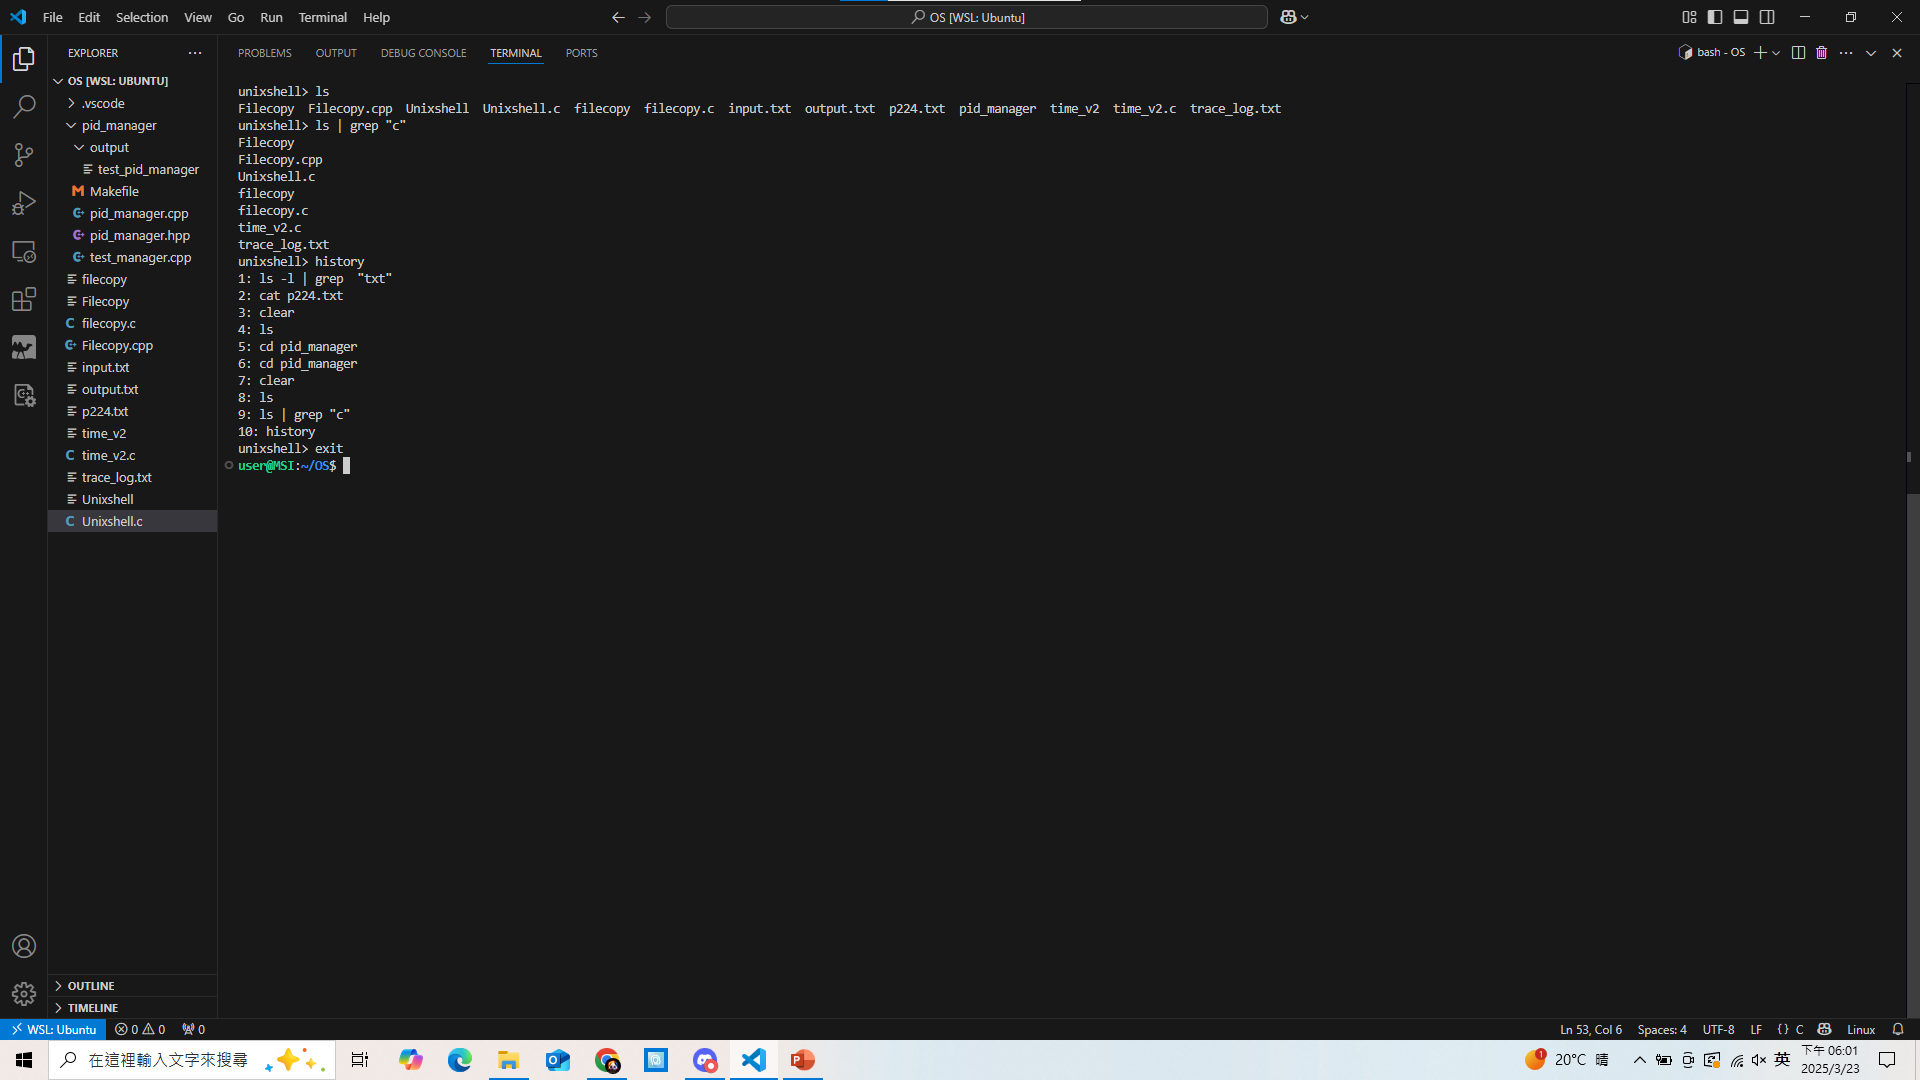 File Edit Selection View Go Run Terminal Help
OS [WSL: Ubuntu]
EXPLORER
OS [WSL: UBUNTU]
.vscode
pid_manager
output
test_pid_manager
Makefile
pid_manager.cpp
pid_manager.hpp
test_manager.cpp
filecopy
Filecopy
filecopy.c
Filecopy.cpp
input.txt
output.txt
p224.txt
time_v2
time_v2.c
trace_log.txt
Unixshell
Unixshell.c
OUTLINE
TIMELINE
PROBLEMS OUTPUT DEBUG CONSOLE TERMINAL PORTS
bash - OS
unixshell> ls
Filecopy Filecopy.cpp Unixshell Unixshell.c filecopy filecopy.c input.txt output.txt p224.txt pid_manager time_v2 time_v2.c trace_log.txt
unixshell> ls | grep "c"
Filecopy
Filecopy.cpp
Unixshell.c
filecopy
filecopy.c
time_v2.c
trace_log.txt
unixshell> history
1: ls -l | grep  "txt"
2: cat p224.txt
3: clear
4: ls
5: cd pid_manager
6: cd pid_manager
7: clear
8: ls
9: ls | grep "c"
10: history
unixshell> exit
user@MSI:~/OS$
WSL: Ubuntu 0 0 0
Ln 53, Col 6 Spaces: 4 UTF-8 LF {} C Linux
在這裡輸入文字來搜尋
1 20°C 晴 英
下午 06:01
2025/3/23